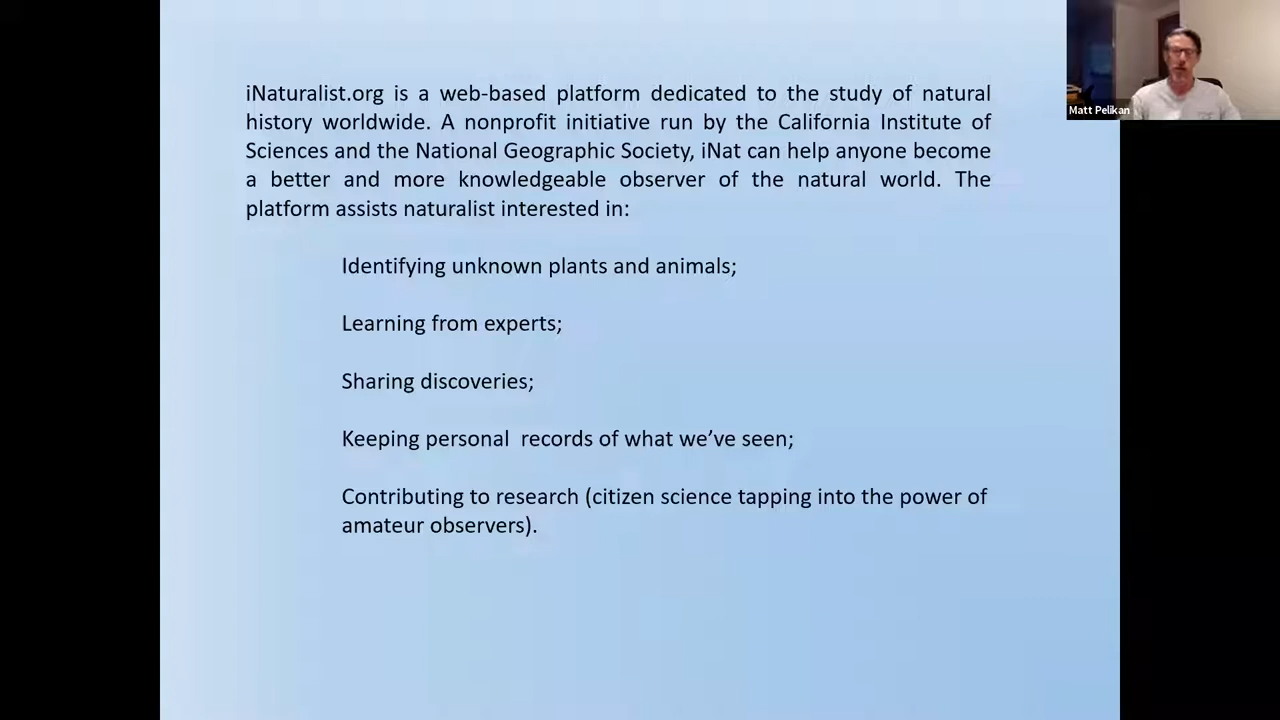 iNaturalist.org is a web-based platform dedicated to the study of natural
history worldwide. A nonprofit initiative run by the California Institute of
Sciences and the National Geographic Society, iNat can help anyone become
a better and more knowledgeable observer of the natural world. The
platform assists naturalist interested in:
Identifying unknown plants and animals;
Learning from experts;
Sharing discoveries;
Keeping personal  records of what we’ve seen;
Contributing to research (citizen science tapping into the power of
amateur observers).
Matt Pelikan